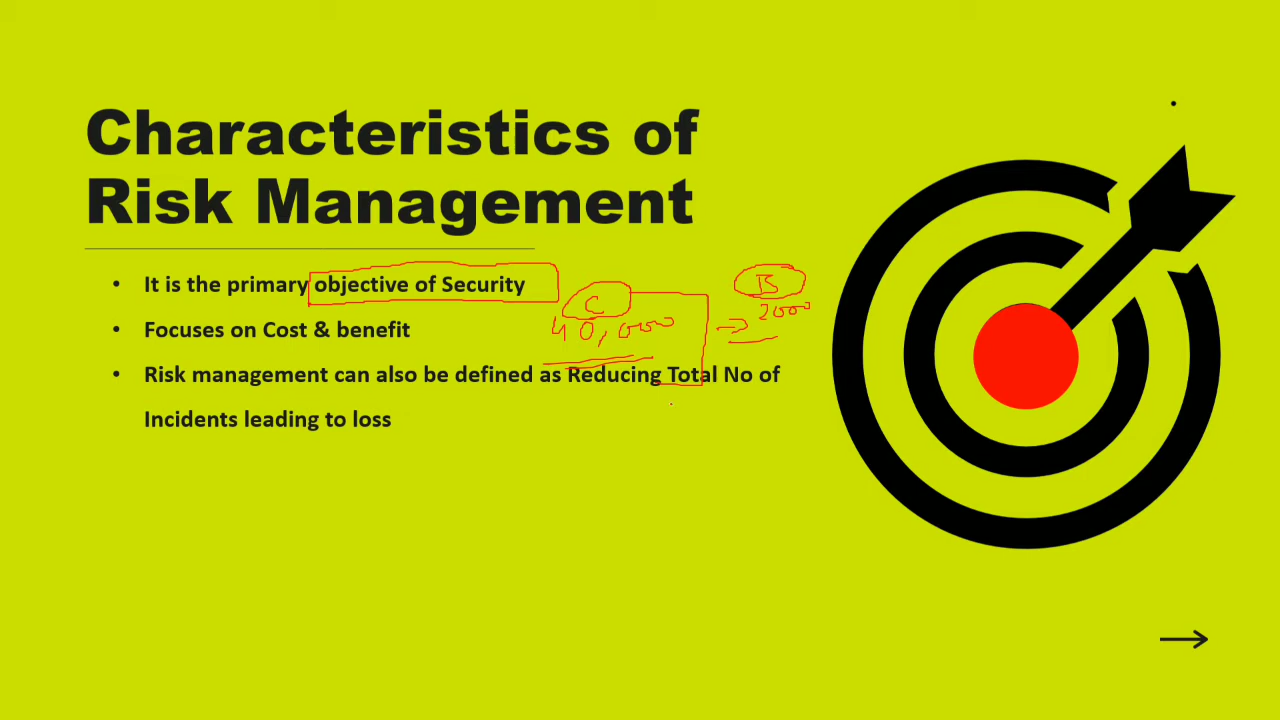 Characteristics of
Risk Management
• It is the primary objective of Security
C
B
• Focuses on Cost & benefit
40,000
2000
• Risk management can also be defined as Reducing Total No of
Incidents leading to loss